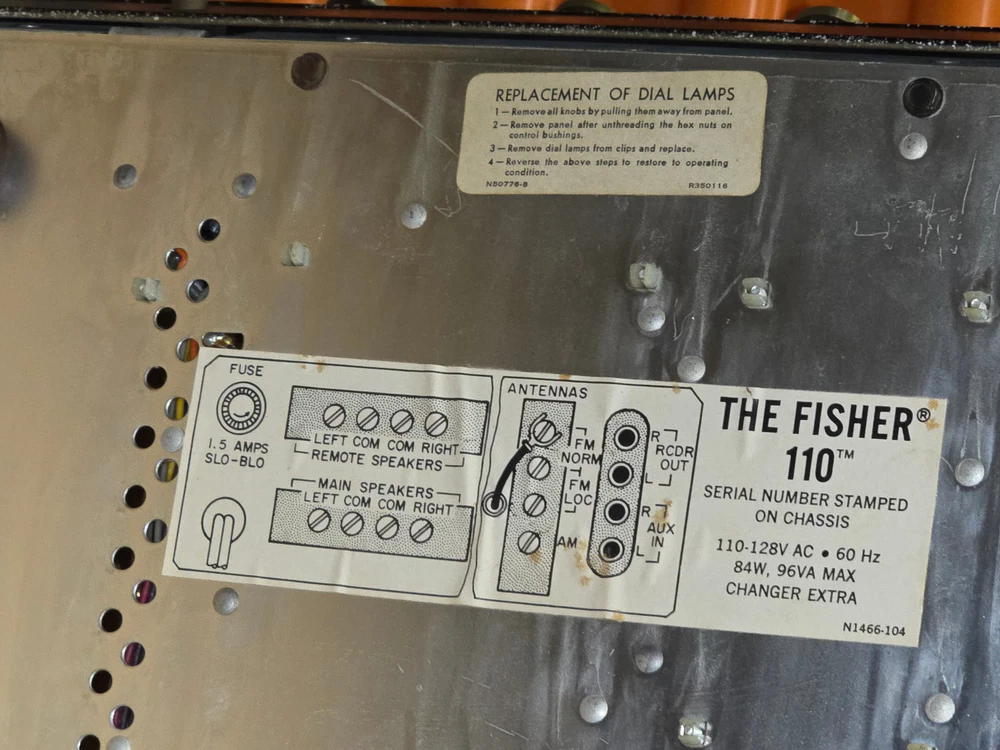 REPLACEMENT OF DIAL LAMPS
1 — Remove all knobs by pulling them away from panel.
2 — Remove panel after unthreading the hex nuts on
control bushings.
3 — Remove dial lamps from clips and replace.
4 — Reverse the above steps to restore to operating
condition.
N50776-8 R350116
FUSE
1.5 AMPS
SLO-BLO
LEFT COM COM RIGHT
REMOTE SPEAKERS
MAIN SPEAKERS
LEFT COM COM RIGHT
ANTENNAS
FM
NORM
FM
LOC
AM
R
RCDR
OUT
L
R
AUX
IN
L
THE FISHER®
110™
SERIAL NUMBER STAMPED
ON CHASSIS
110-128V AC • 60 Hz
84W, 96VA MAX
CHANGER EXTRA
N1466-104